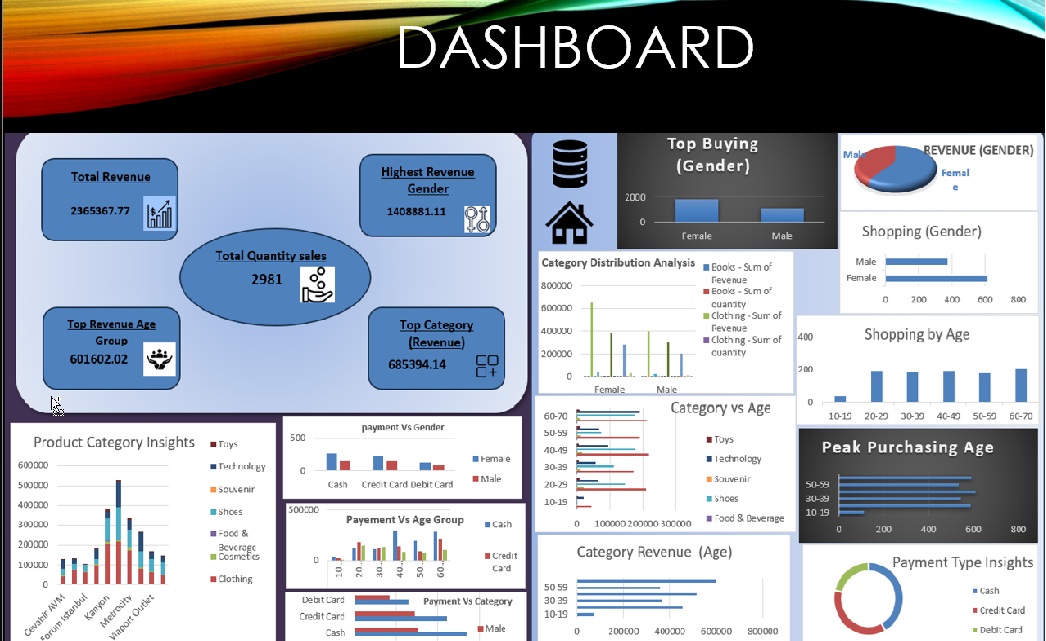 DASHBOARD
Total Revenue
2365367.77
Highest Revenue
Gender
1408881.11
Total Quantity sales
2981
Top Revenue Age
Group
601602.02
Top Category
(Revenue)
685394.14
Top Buying
(Gender)
2000
0
Female
Male
REVENUE (GENDER)
Male
Femal
e
Shopping (Gender)
Male
Female
0
200
400
600
800
Category Distribution Analysis
800000
600000
400000
200000
0
Female
Male
Books - Sum of
Revenue
Books - Sum of
quantity
Clothing - Sum of
Revenue
Clothing - Sum of
quantity
Shopping by Age
400
200
0
10-19
20-29
30-39
40-49
50-59
60-70
Category vs Age
60-70
50-59
40-49
30-39
20-29
10-19
0
100000
200000
300000
Toys
Technology
Souvenir
Shoes
Food & Beverage
Peak Purchasing Age
50-59
30-39
10-19
0
200
400
600
800
Product Category Insights
600000
500000
400000
300000
200000
100000
0
Cevahir AVM
Forum Istanbul
Kanyon
Metrocity
Viaport Outlet
Toys
Technology
Souvenir
Shoes
Food &
Beverage
Cosmetics
Clothing
payment Vs Gender
500
0
Cash
Credit Card
Debit Card
Female
Male
Payement Vs Age Group
500000
0
10…
20…
30…
40…
50…
60…
Cash
Credit
Card
Payment Vs Category
Debit Card
Credit Card
Cash
Male
Category Revenue (Age)
50-59
30-39
10-19
0
200000
400000
600000
800000
Payment Type Insights
Cash
Credit Card
Debit Card